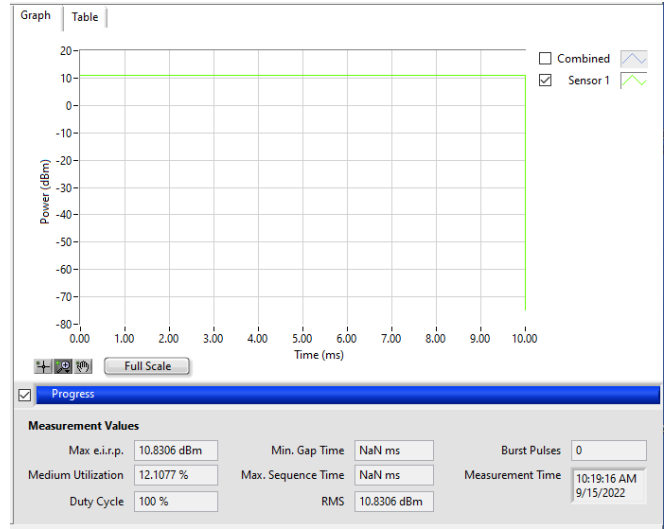 Graph Table
20
10
0
-10
-20
-30
-40
-50
-60
-70
-80
Power (dBm)
0.00 1.00 2.00 3.00 4.00 5.00 6.00 7.00 8.00 9.00 10.00
Time (ms)
Combined
Sensor 1
Full Scale
Progress
Measurement Values
Max e.i.r.p. 10.8306 dBm Min. Gap Time NaN ms Burst Pulses 0
Medium Utilization 12.1077 % Max. Sequence Time NaN ms Measurement Time 10:19:16 AM
9/15/2022
Duty Cycle 100 % RMS 10.8306 dBm